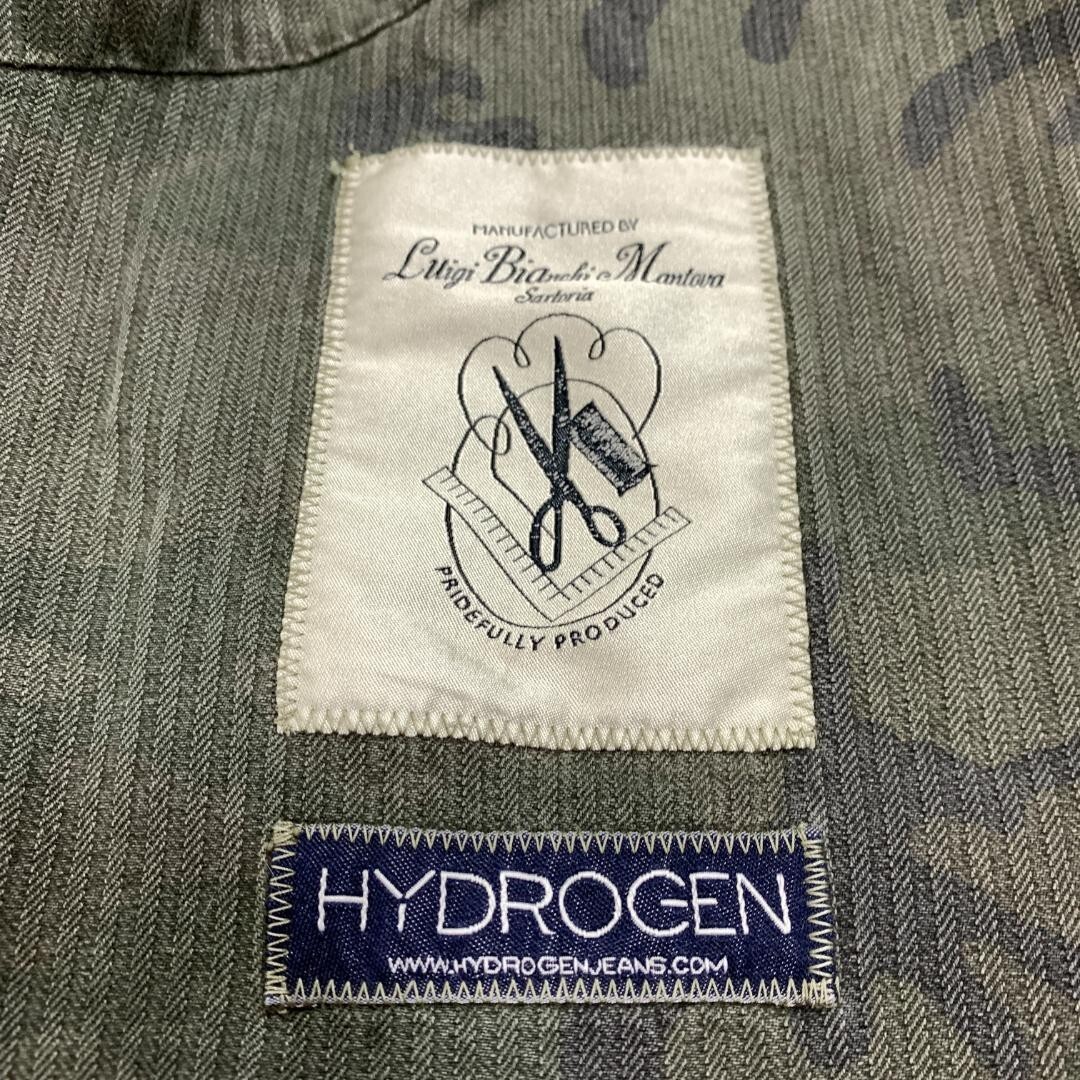 MANUFACTURED BY
Luigi Bianchi Mantova
Sartoria
PRIDEFULLY PRODUCED
HYDROGEN
WWW.HYDROGENJEANS.COM